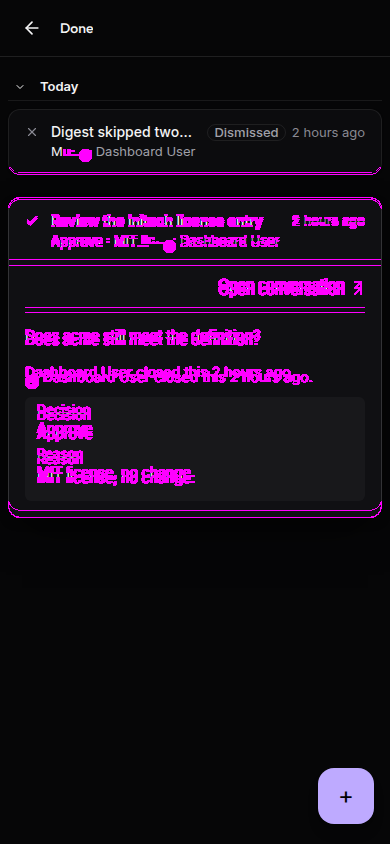 Done
Today
Digest skipped two... Dismissed 2 hours ago
Dashboard User
Review the license entry 2 hours ago
Approve · MIT Dashboard User
Open conversation
Does acme still meet the definition?
Dashboard User closed this 2 hours ago.
Decision
Approve
Reason
MIT license, no change.
+